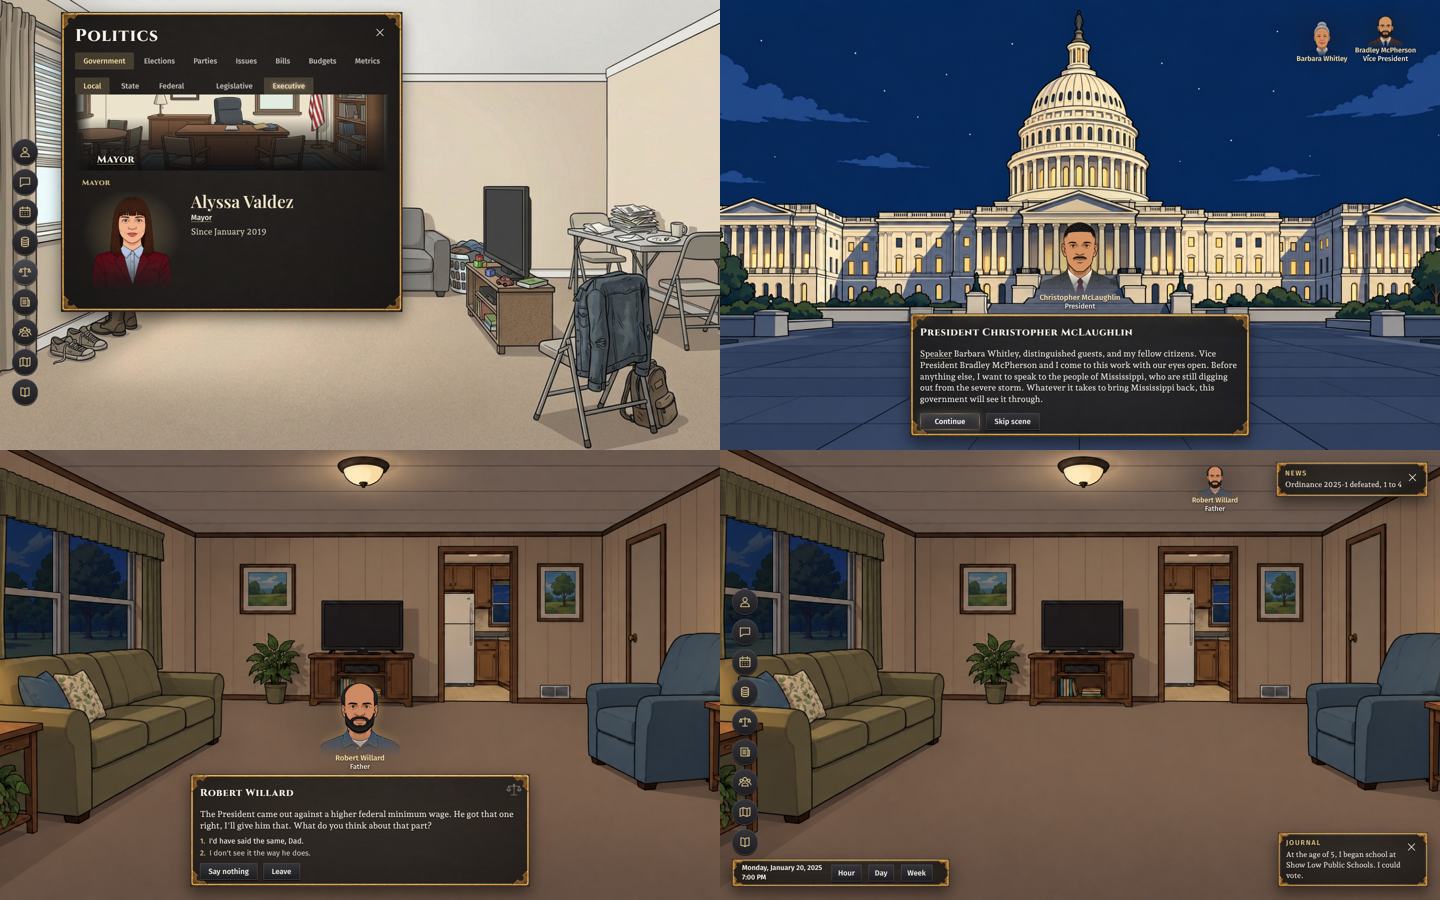 Politics
Government Elections Parties Issues Bills Budgets Metrics
Local State Federal Legislative Executive
Mayor
Mayor
Alyssa Valdez
Mayor
Since January 2019
Barbara Whitley
Bradley McPherson
Vice President
Christopher McLaughlin
President
President Christopher McLaughlin
Speaker Barbara Whitley, distinguished guests, and my fellow citizens. Vice
President Bradley McPherson and I come to this work with our eyes open. Before
anything else, I want to speak to the people of Mississippi, who are still digging
out from the severe storm. Whatever it takes to bring Mississippi back, this
government will see it through.
Continue Skip scene
Robert Willard
Father
Robert Willard
The President came out against a higher federal minimum wage. He got that one
right, I'll give him that. What do you think about that part?
1. I'd have said the same, Dad.
2. I don't see it the way he does.
Say nothing Leave
Robert Willard
Father
NEWS
Ordinance 2025-1 defeated, 1 to 4
Monday, January 20, 2025
7:00 PM
Hour Day Week
JOURNAL
At the age of 5, I began school at
Show Low Public Schools. I could
vote.